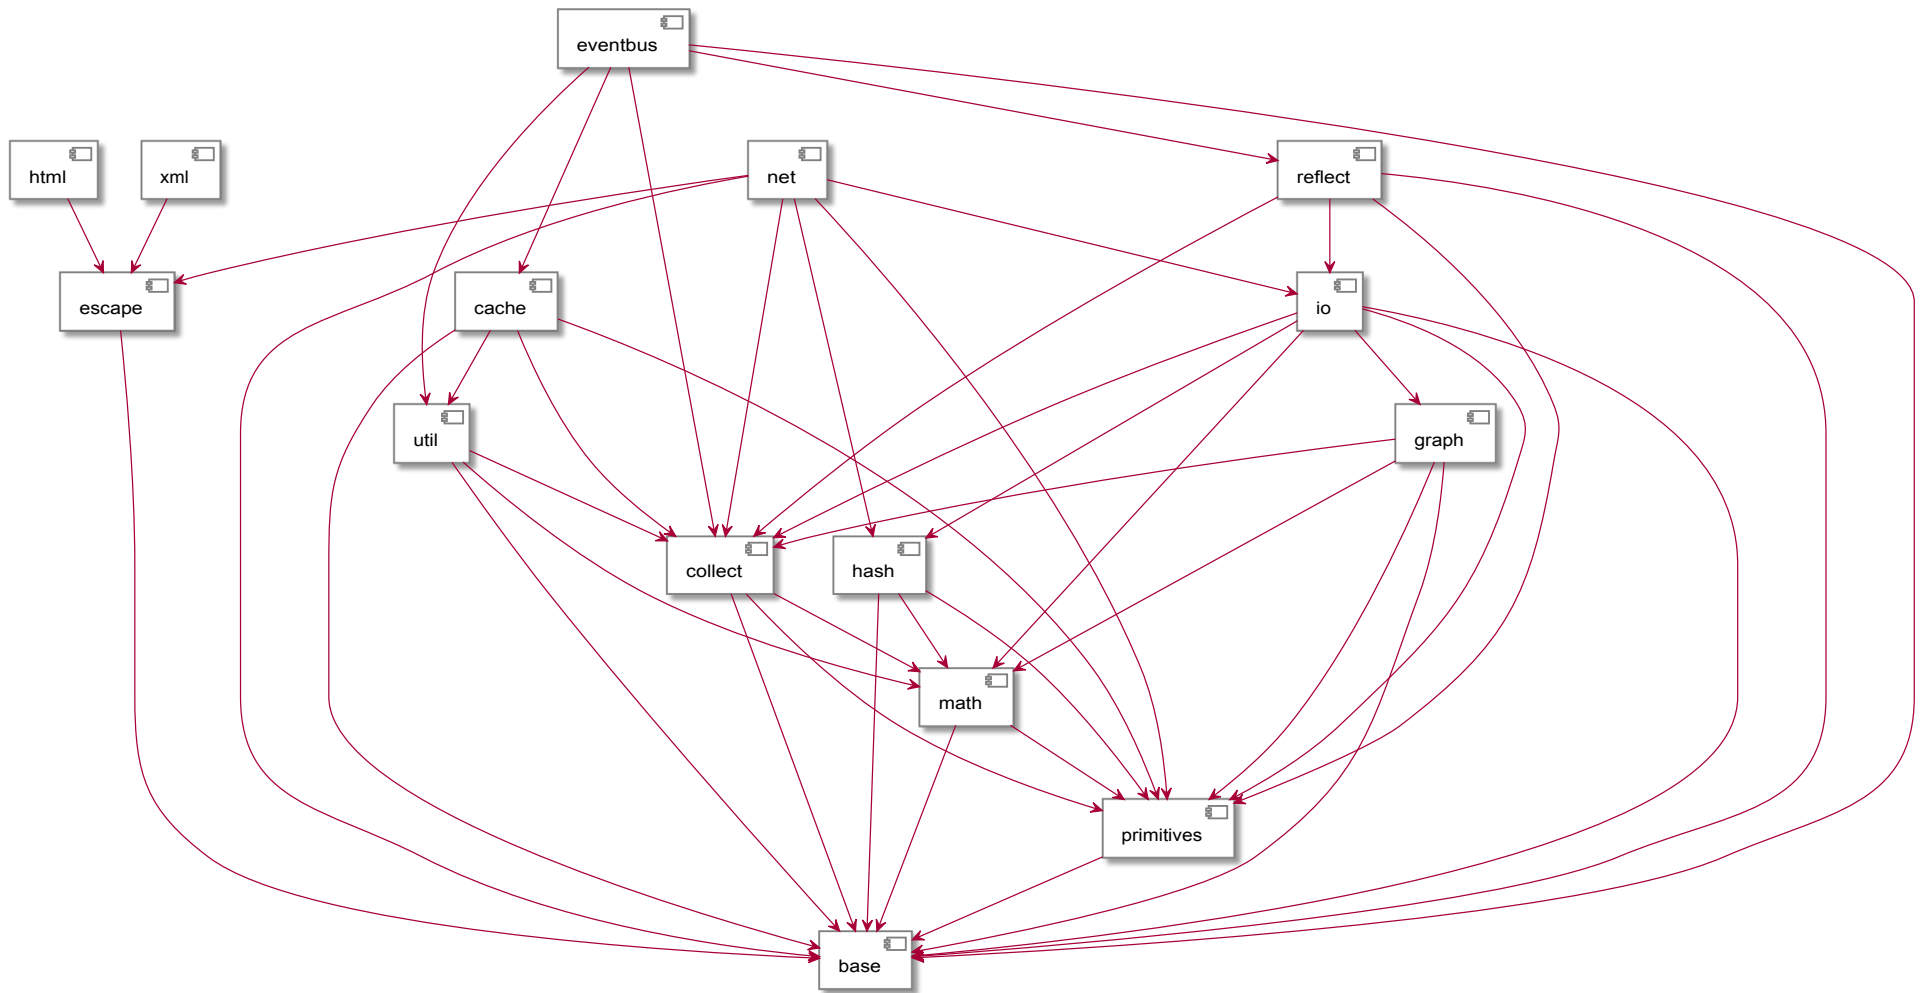 eventbus
html
xml
net
reflect
escape
cache
io
util
graph
collect
hash
math
primitives
base